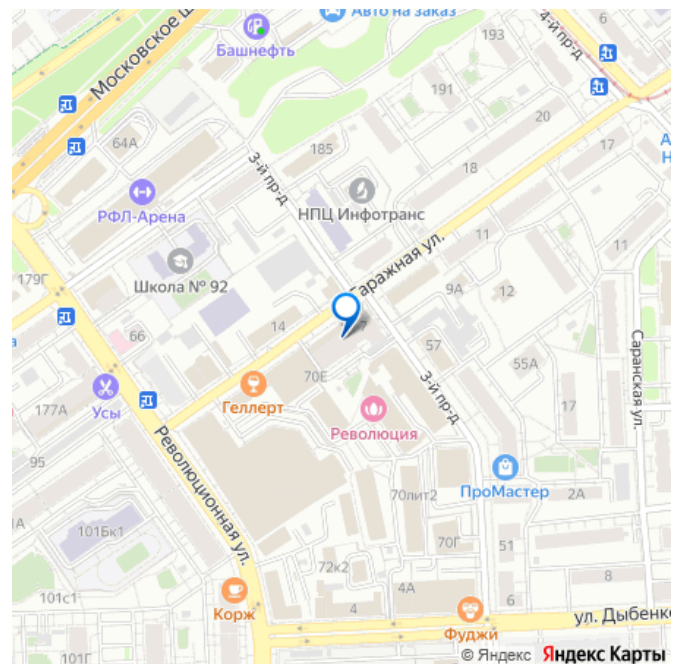 Авто на заказ
Башнефть
193
6
4-й пр-д
Московское ш
191
64А
185
20
17
РФЛ-Арена
3-й пр-д
18
НПЦ Инфотранс
Школа № 92
Гаражная ул.
11
11
179Г
9А
12
66
14
57
55А
Саранская ул.
70Е
177А
Усы
Геллерт
3-й пр-д
17
Революция
95
Революционная ул.
70лит2
ПроМастер
2А
101Бк1
70Г
51
72к2
101с1
4А
8
Корж
4
6
ул. Дыбенк
Фуджи
101Г
© Яндекс Яндекс Карты